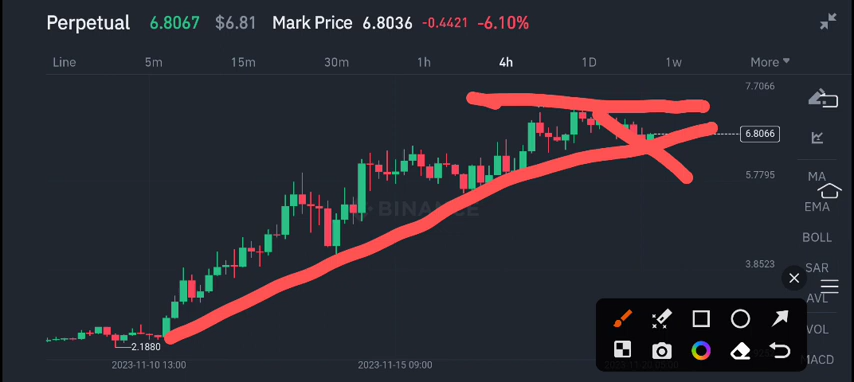 Perpetual 6.8067 $6.81 Mark Price 6.8036 -0.4421 -6.10%
Line 5m 15m 30m 1h 4h 1D 1w More
7.7066
6.8066
5.7795
MA
BINANCE
EMA
BOLL
3.8523
SAR
AVL
2.1880
VOL
MACD
2023-11-10 13:00 2023-11-15 09:00